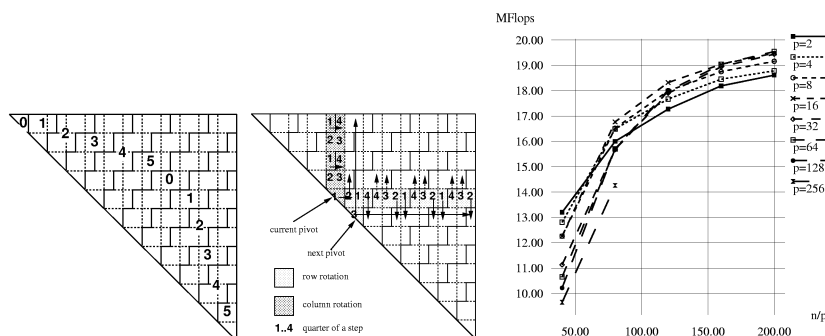 0
1
2
3
4
5
0
1
2
3
4
5
1 4
2 3
1 4
2 3
1 2 1 4 4 3 2 1 4 4 3 2 1 4 4 3 2
3
current pivot
next pivot
row rotation
column rotation
1..4 quarter of a step
MFlops
20.00
19.00
18.00
17.00
16.00
15.00
14.00
13.00
12.00
11.00
10.00
50.00 100.00 150.00 200.00
n/p
p=2
p=4
p=8
p=16
p=32
p=64
p=128
p=256